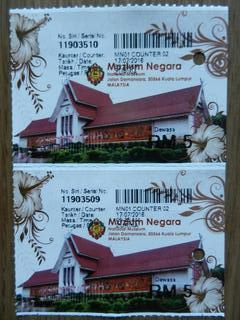 No. Siri / Serial No.
11903510
Kaunter / Counter. MN01 COUNTER 02
Tarikh / Date 17/07/2016
Masa / Time
Petugas /
Muzium Negara
National Museum
Jalan Damansara, 50566 Kuala Lumpur
MALAYSIA
Dewasa
RM 5
No. Siri / Serial No.
11903509
Kaunter / Counter. MN01 COUNTER 02
Tarikh / Date 17/07/2016
Masa / Time
Petugas /
Muzium Negara
National Museum
Jalan Damansara, 50566 Kuala Lumpur
MALAYSIA
Dewasa
RM 5